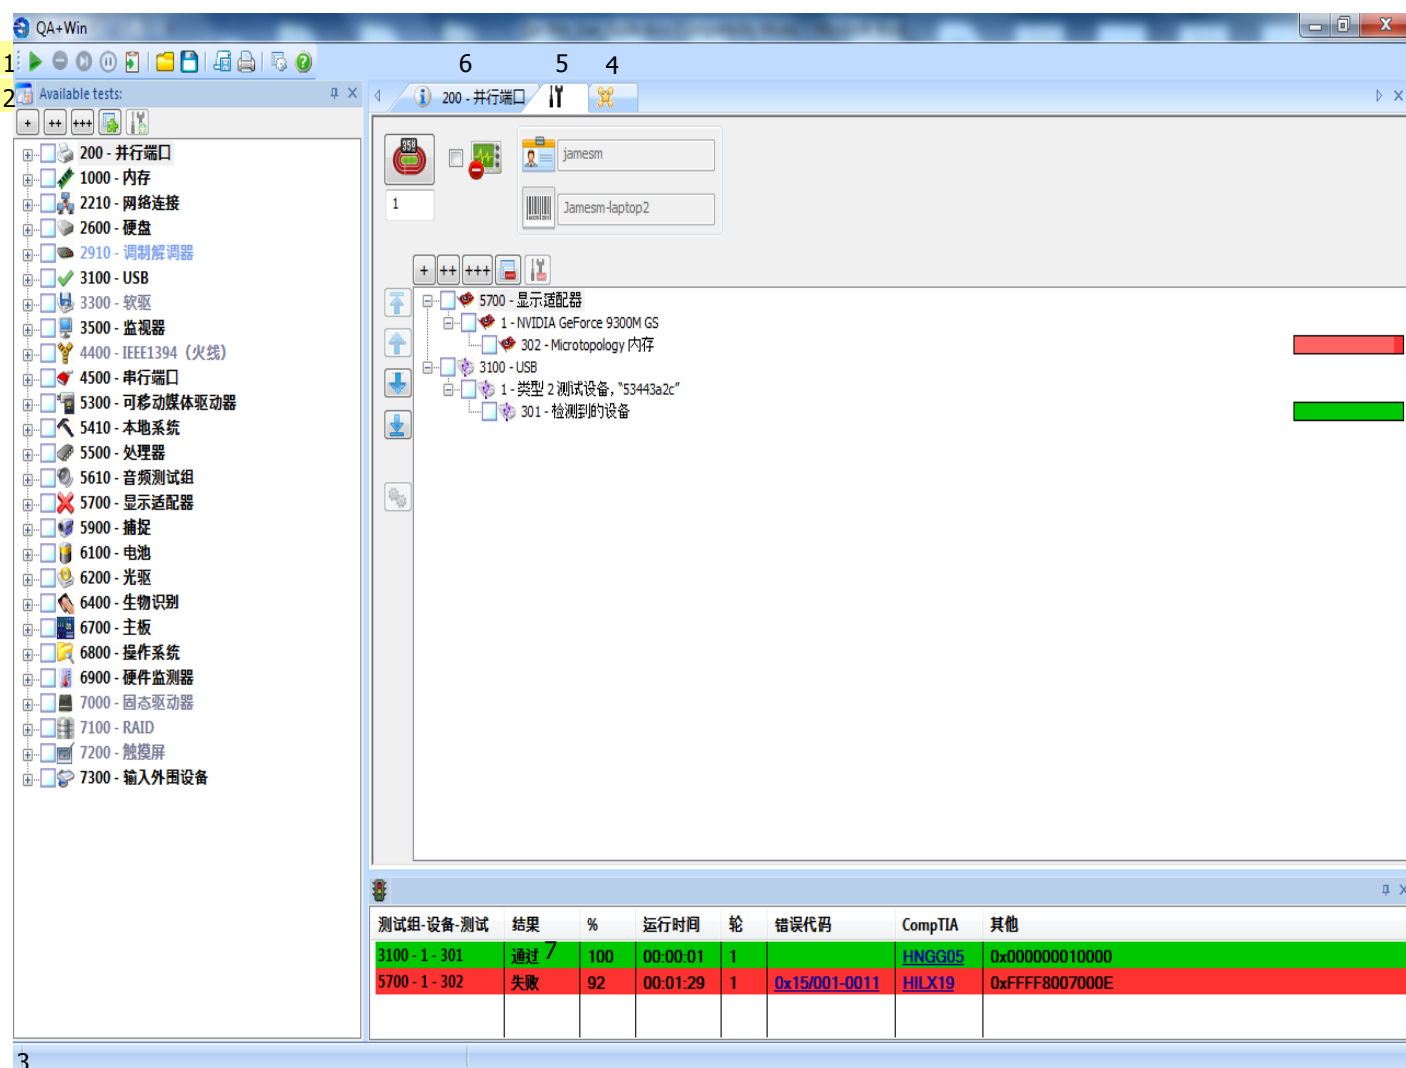 QA+Win
1
6 5 4
2 Available tests:
200 - 并行端口
+ ++ +++
200 - 并行端口
1000 - 内存
2210 - 网络连接
2600 - 硬盘
2910 - 调制解调器
3100 - USB
3300 - 软驱
3500 - 监视器
4400 - IEEE1394（火线）
4500 - 串行端口
5300 - 可移动媒体驱动器
5410 - 本地系统
5500 - 处理器
5610 - 音频测试组
5700 - 显示适配器
5900 - 捕捉
6100 - 电池
6200 - 光驱
6400 - 生物识别
6700 - 主板
6800 - 操作系统
6900 - 硬件监测器
7000 - 固态驱动器
7100 - RAID
7200 - 触摸屏
7300 - 输入外围设备
358
1
jamesm
Jamesm-laptop2
+ ++ +++
5700 - 显示适配器
1 - NVIDIA GeForce 9300M GS
302 - Microtopology 内存
3100 - USB
1 - 类型 2 测试设备，“53443a2c”
301 - 检测到的设备
测试组-设备-测试 结果 % 运行时间 轮 错误代码 CompTIA 其他
3100 - 1 - 301 通过 7 100 00:00:01 1 HNGG05 0x000000010000
5700 - 1 - 302 失败 92 00:01:29 1 0x15/001-0011 HILX19 0xFFFF8007000E
3